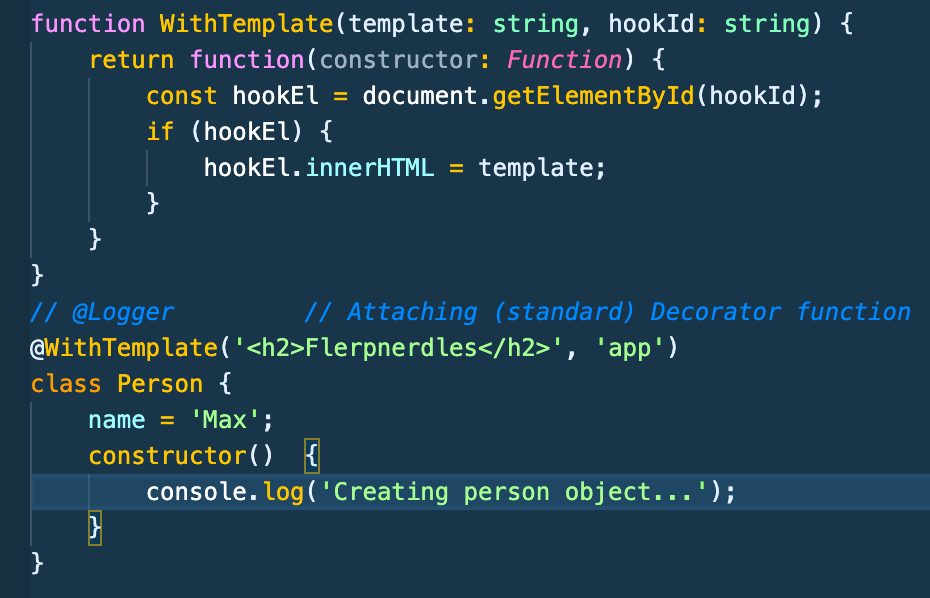 function WithTemplate(template: string, hookId: string) {
return function(constructor: Function) {
const hookEl = document.getElementById(hookId);
if (hookEl) {
hookEl.innerHTML = template;
}
}
}
// @Logger // Attaching (standard) Decorator function
@WithTemplate('<h2>Flerpnerdles</h2>', 'app')
class Person {
name = 'Max';
constructor() {
console.log('Creating person object...');
}
}